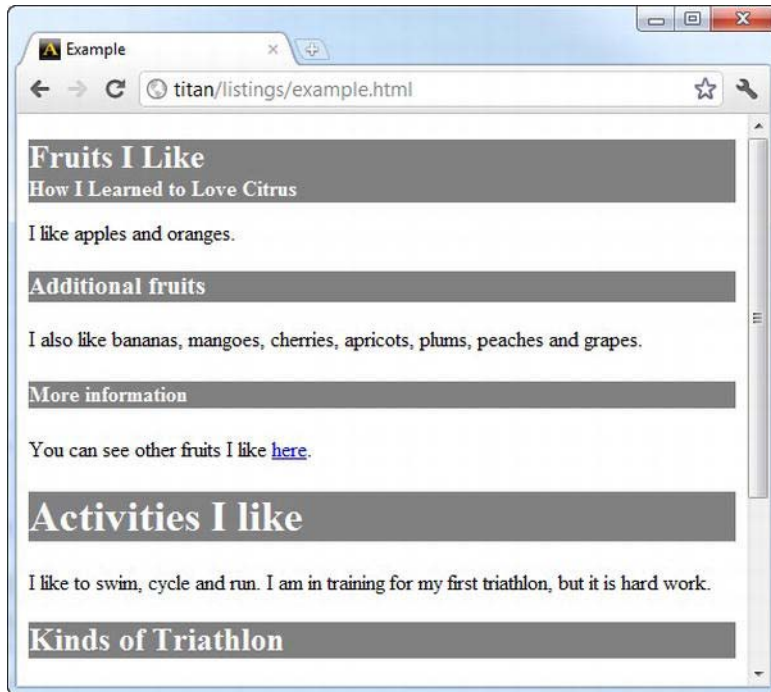 Example
titan/listings/example.html
Fruits I Like
How I Learned to Love Citrus
I like apples and oranges.
Additional fruits
I also like bananas, mangoes, cherries, apricots, plums, peaches and grapes.
More information
You can see other fruits I like here.
Activities I like
I like to swim, cycle and run. I am in training for my first triathlon, but it is hard work.
Kinds of Triathlon